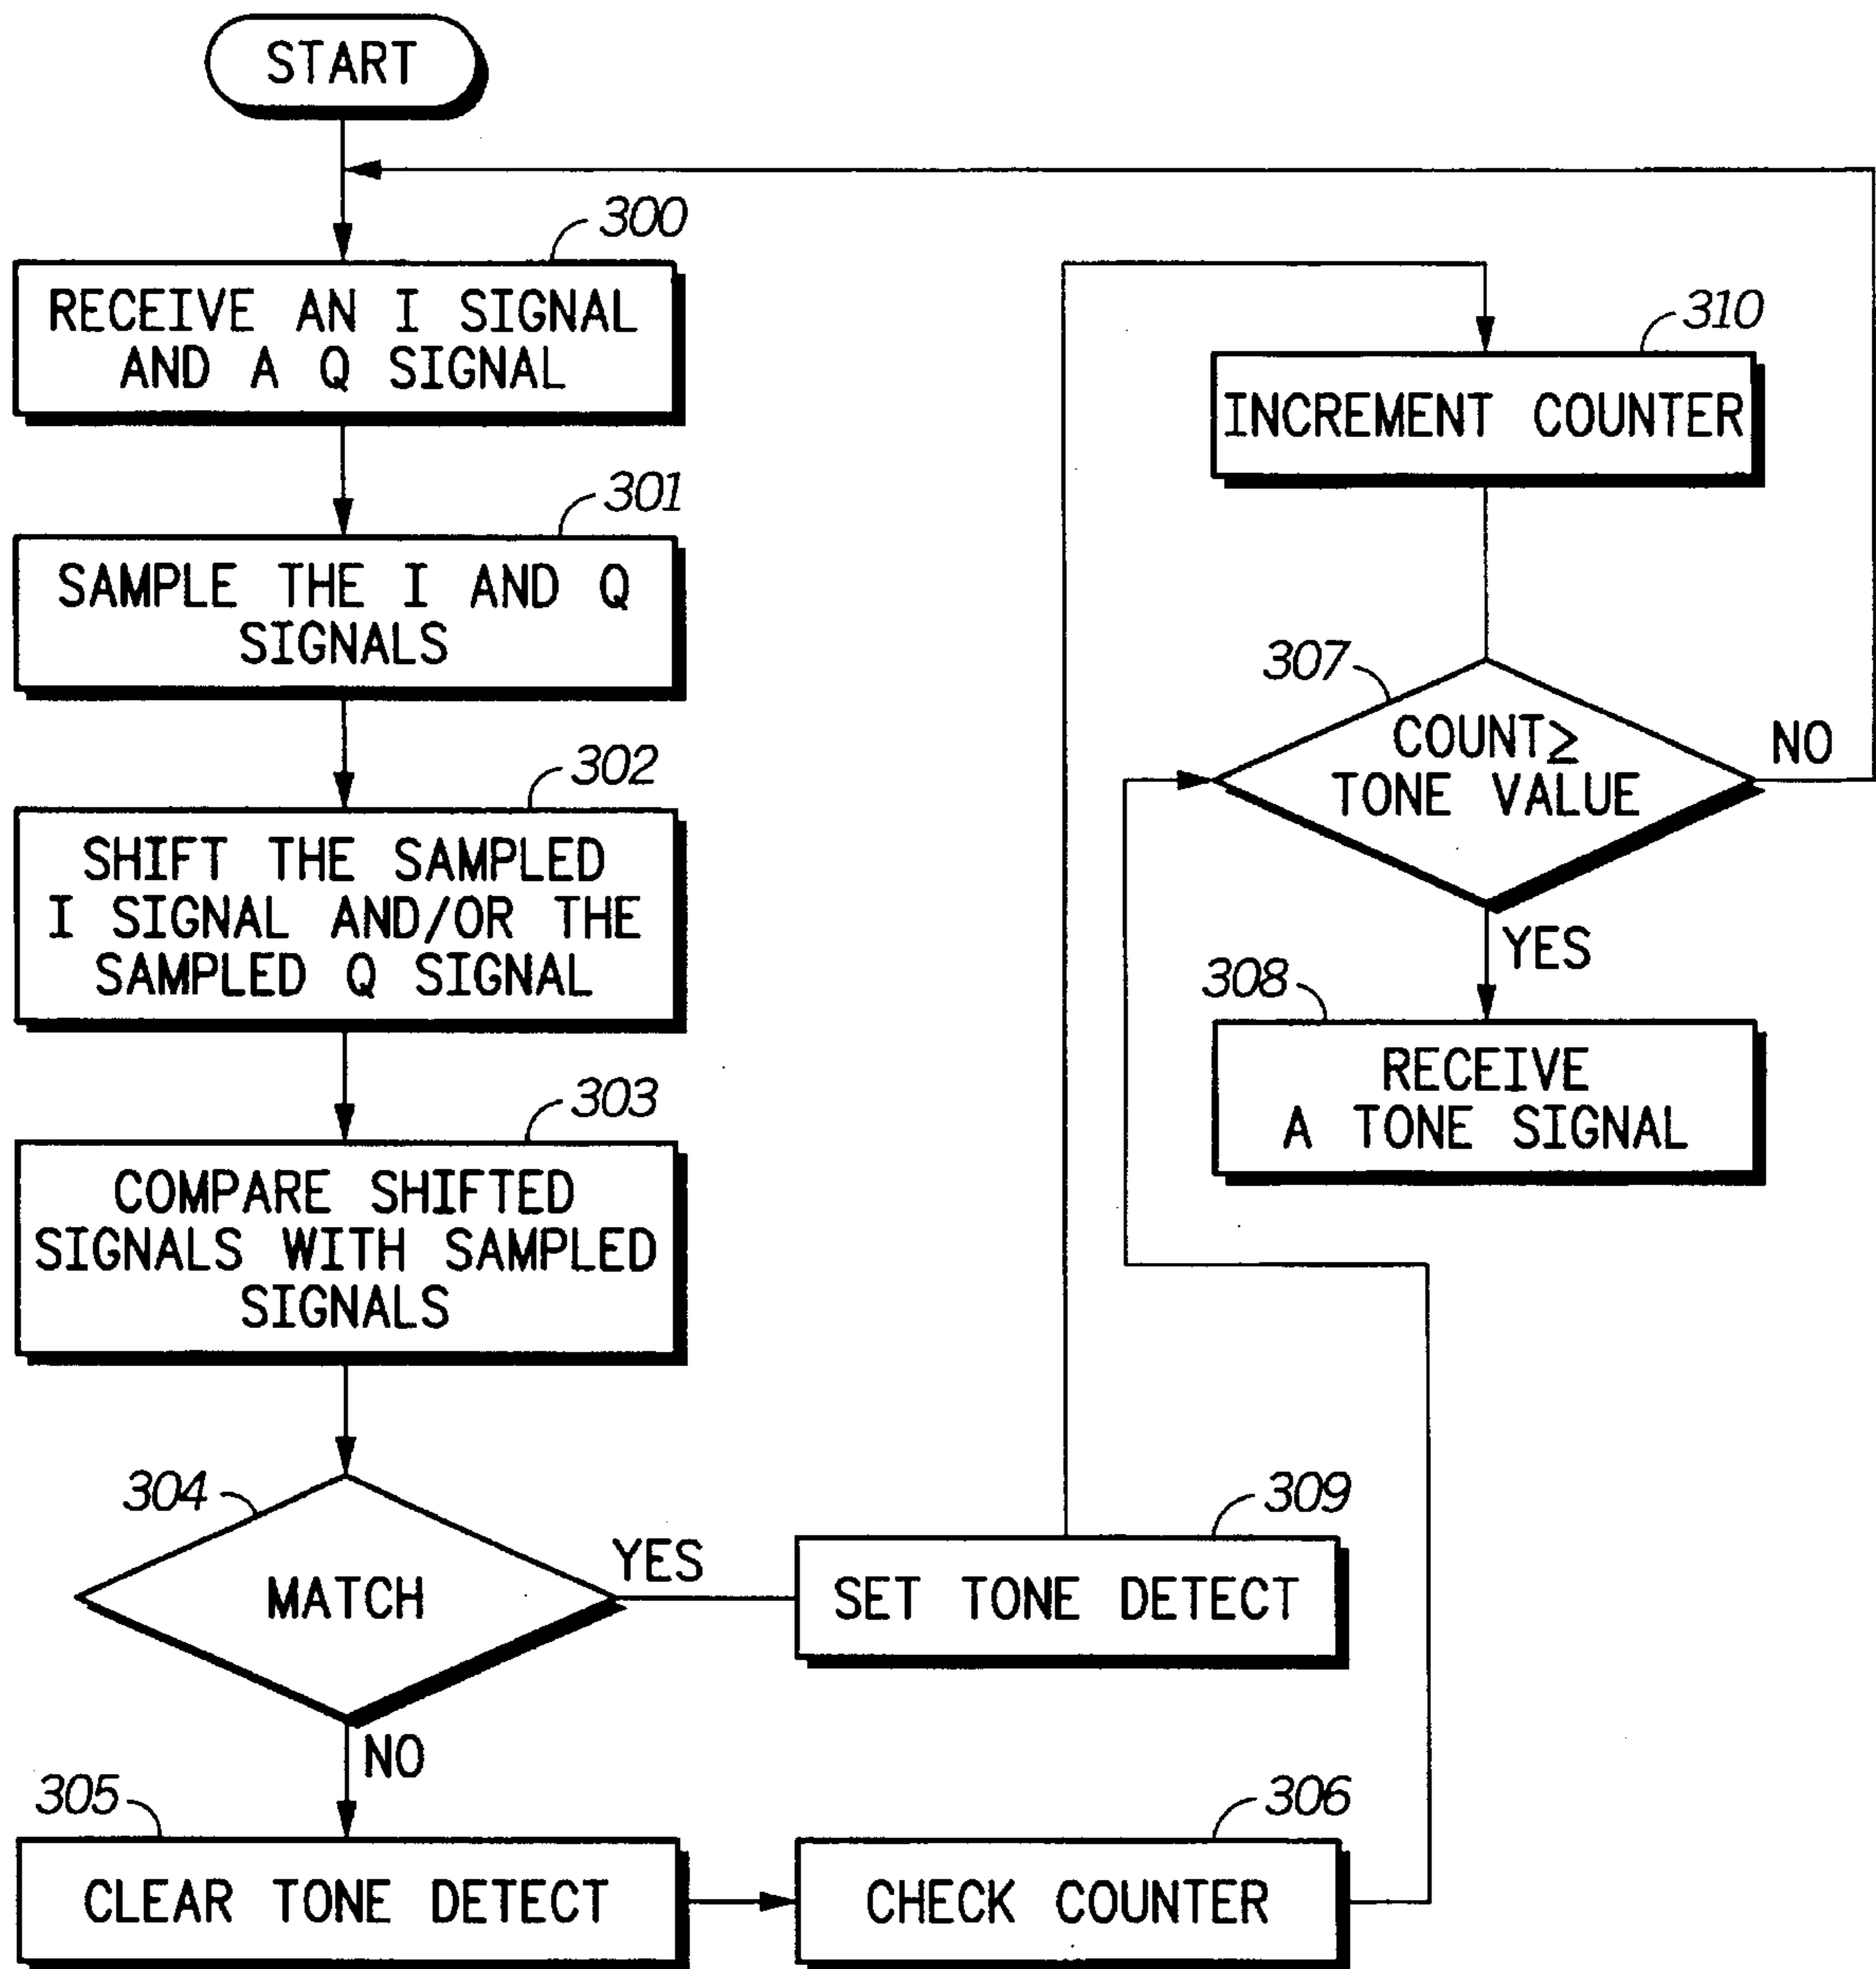 START
300
RECEIVE AN I SIGNAL
AND A Q SIGNAL
301
SAMPLE THE I AND Q
SIGNALS
302
SHIFT THE SAMPLED
I SIGNAL AND/OR THE
SAMPLED Q SIGNAL
303
COMPARE SHIFTED
SIGNALS WITH SAMPLED
SIGNALS
304
MATCH
YES
NO
305
CLEAR TONE DETECT
306
CHECK COUNTER
309
SET TONE DETECT
310
INCREMENT COUNTER
307
COUNT≥
TONE VALUE
NO
YES
308
RECEIVE
A TONE SIGNAL